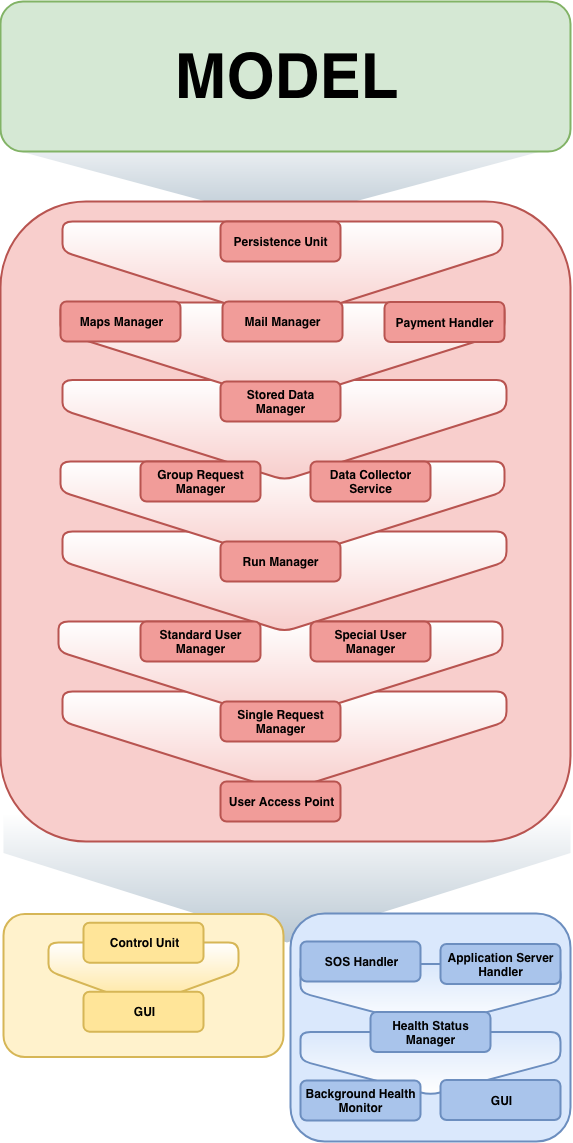 MODEL
Persistence Unit
Maps Manager
Mail Manager
Payment Handler
Stored Data
Manager
Group Request
Manager
Data Collector
Service
Run Manager
Standard User
Manager
Special User
Manager
Single Request
Manager
User Access Point
Control Unit
GUI
SOS Handler
Application Server
Handler
Health Status
Manager
Background Health
Monitor
GUI